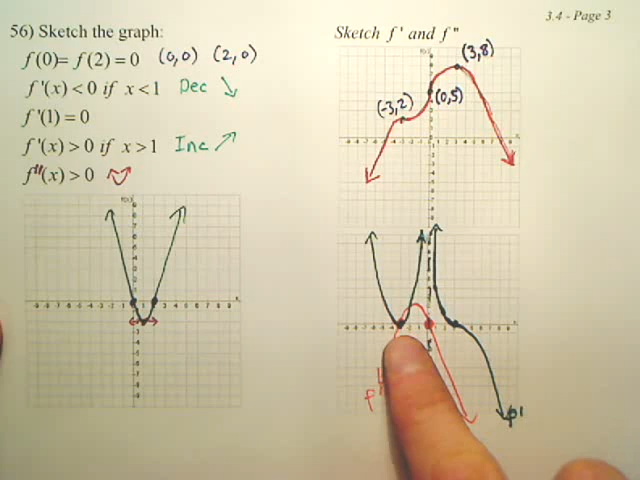 3.4 - Page 3
56) Sketch the graph:
f(0)= f(2) = 0 (0,0) (2,0)
f'(x) < 0 if x < 1 Dec ↘
f'(1) = 0
f'(x) > 0 if x > 1 Inc ↗
f"(x) > 0
Sketch f' and f"
(3,8)
(-3,2)
(0,5)
f'